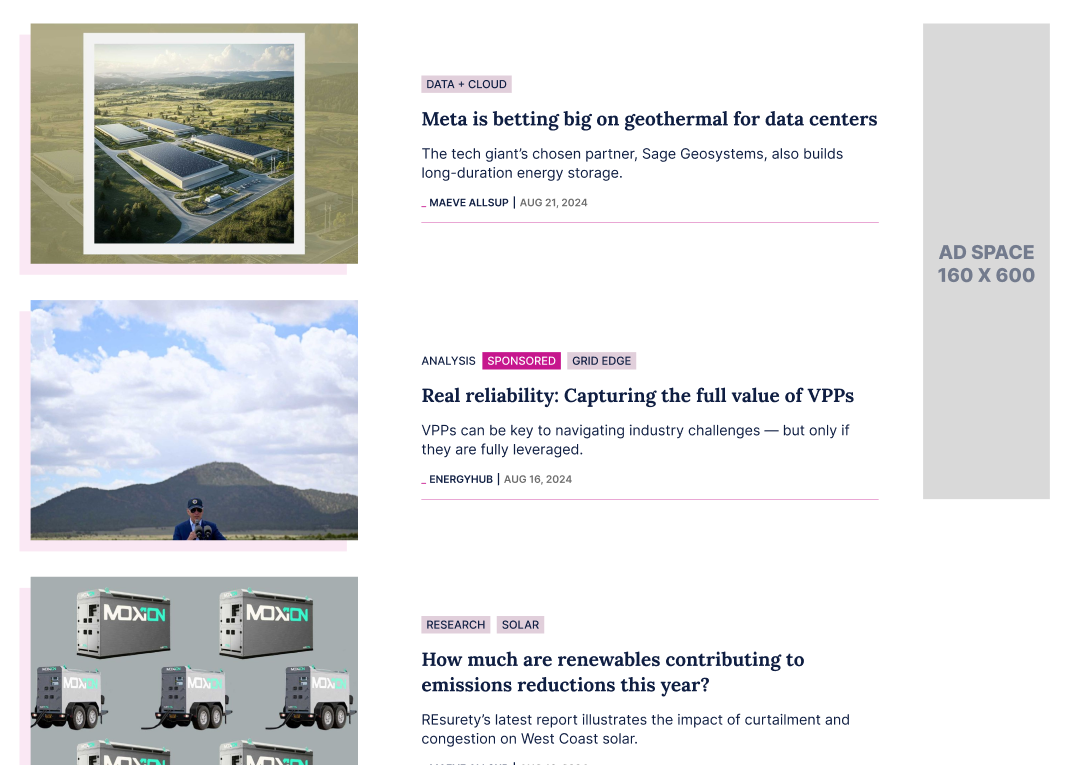 DATA + CLOUD
Meta is betting big on geothermal for data centers
The tech giant’s chosen partner, Sage Geosystems, also builds
long-duration energy storage.
_ MAEVE ALLSUP | AUG 21, 2024
AD SPACE
160 X 600
ANALYSIS SPONSORED GRID EDGE
Real reliability: Capturing the full value of VPPs
VPPs can be key to navigating industry challenges — but only if
they are fully leveraged.
_ ENERGYHUB | AUG 16, 2024
MOXION MOXION
MOXION MOXION MOXION
MOXION MOXION
RESEARCH SOLAR
How much are renewables contributing to
emissions reductions this year?
REsurety’s latest report illustrates the impact of curtailment and
congestion on West Coast solar.